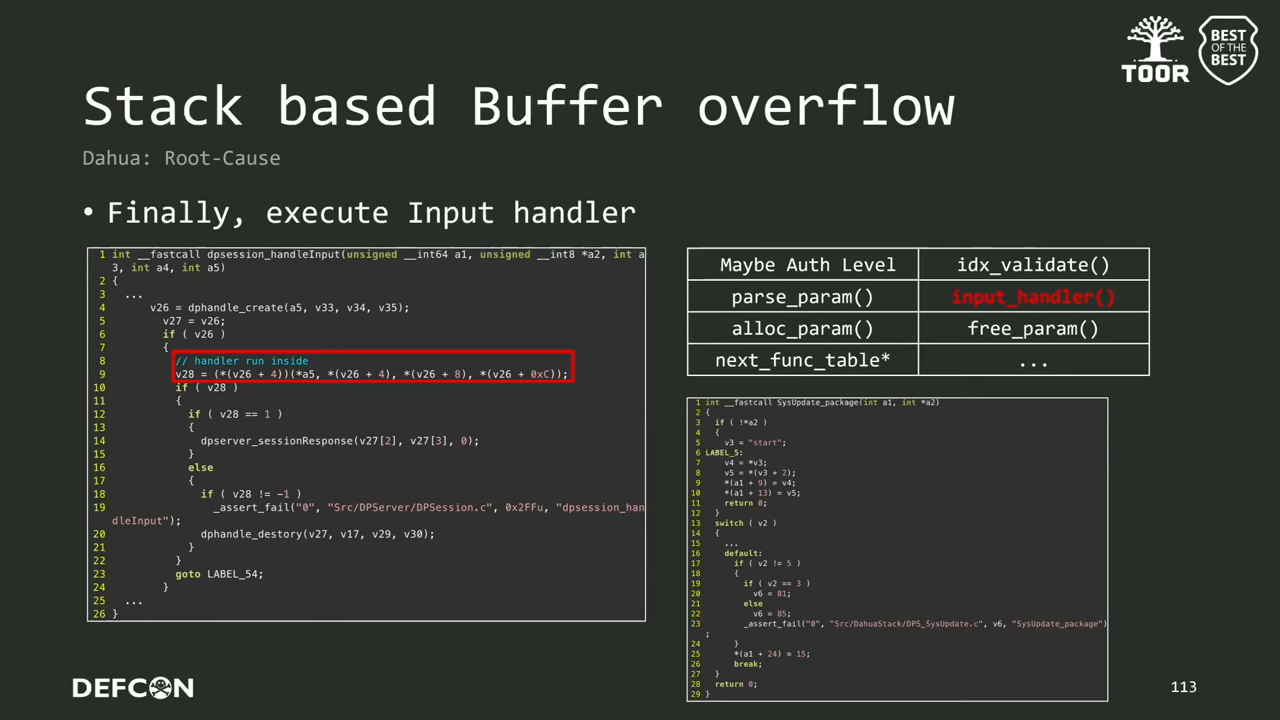 TOOR
BEST
OF THE
BEST
Stack based Buffer overflow
Dahua: Root-Cause
• Finally, execute Input handler
1 int __fastcall dpsession_handleInput(unsigned __int64 a1, unsigned __int8 *a2, int a
3, int a4, int a5)
2 {
3 ...
4 v26 = dphandle_create(a5, v33, v34, v35);
5 v27 = v26;
6 if ( v26 )
7 {
8 // handler run inside
9 v28 = (*(v26 + 4))(*a5, *(v26 + 4), *(v26 + 8), *(v26 + 0xC));
10 if ( v28 )
11 {
12 if ( v28 == 1 )
13 {
14 dpserver_sessionResponse(v27[2], v27[3], 0);
15 }
16 else
17 {
18 if ( v28 != -1 )
19 _assert_fail("0", "Src/DPServer/DPSession.c", 0x2FFu, "dpsession_han
dleInput");
20 dphandle_destory(v27, v17, v29, v30);
21 }
22 }
23 goto LABEL_54;
24 }
25 ...
26 }
Maybe Auth Level idx_validate()
parse_param() input_handler()
alloc_param() free_param()
next_func_table* ...
1 int __fastcall SysUpdate_package(int a1, int *a2)
2 {
3 if ( !*a2 )
4 {
5 v3 = "start";
6 LABEL_5:
7 v4 = *v3;
8 v5 = *(v3 + 2);
9 *(a1 + 9) = v4;
10 *(a1 + 13) = v5;
11 return 0;
12 }
13 switch ( v2 )
14 {
15 ...
16 default:
17 if ( v2 != 5 )
18 {
19 if ( v2 == 3 )
20 v6 = 81;
21 else
22 v6 = 85;
23 _assert_fail("0", "Src/DahuaStack/DPS_SysUpdate.c", v6, "SysUpdate_package")
;
24 }
25 *(a1 + 24) = 15;
26 break;
27 }
28 return 0;
29 }
DEFCON
113